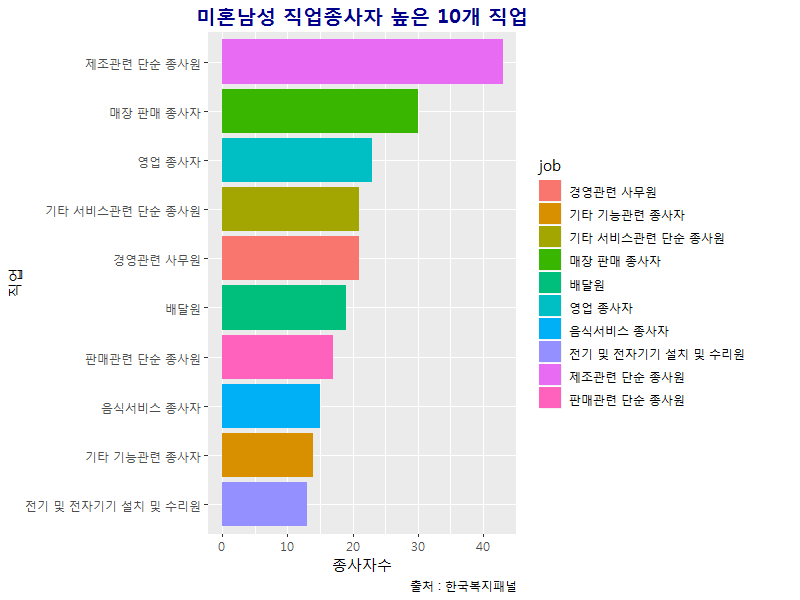 미혼남성 직업종사자 높은 10개 직업
직업
제조관련 단순 종사원
매장 판매 종사자
영업 종사자
기타 서비스관련 단순 종사원
경영관련 사무원
배달원
판매관련 단순 종사원
음식서비스 종사자
기타 기능관련 종사자
전기 및 전자기기 설치 및 수리원
0 10 20 30 40
종사자수
출처 : 한국복지패널
job
경영관련 사무원
기타 기능관련 종사자
기타 서비스관련 단순 종사원
매장 판매 종사자
배달원
영업 종사자
음식서비스 종사자
전기 및 전자기기 설치 및 수리원
제조관련 단순 종사원
판매관련 단순 종사원